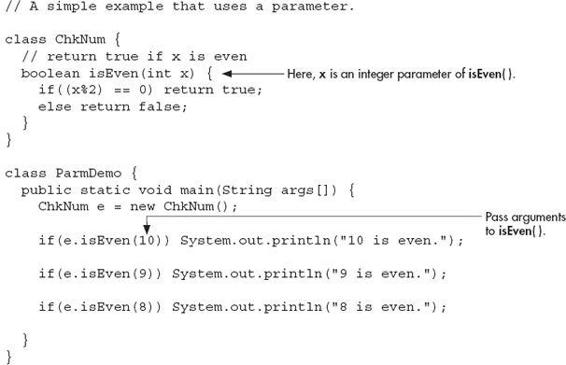 // A simple example that uses a parameter.
class ChkNum {
// return true if x is even
boolean isEven(int x) { Here, x is an integer parameter of isEven( ).
if((x%2) == 0) return true;
else return false;
}
}
class ParmDemo {
public static void main(String args[]) {
ChkNum e = new ChkNum();
Pass arguments
to isEven( ).
if(e.isEven(10)) System.out.println("10 is even.");
if(e.isEven(9)) System.out.println("9 is even.");
if(e.isEven(8)) System.out.println("8 is even.");
}
}